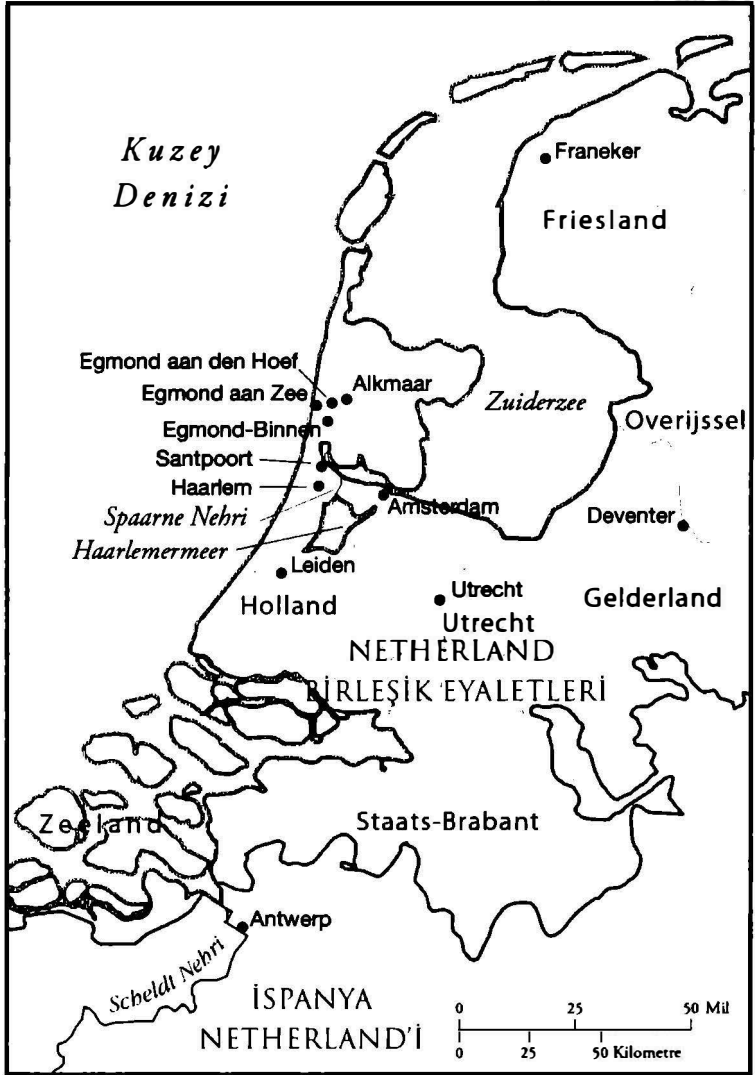 Kuzey
Denizi
Franeker
Friesland
Egmond aan den Hoef
Egmond aan Zee
Alkmaar
Zuiderzee
Overijssel
Egmond-Binnen
Santpoort
Haarlem
Spaarne Nehri
Amsterdam
Haarlemermeer
Deventer
Leiden
Holland
Utrecht
Utrecht
Gelderland
NETHERLAND
BİRLEŞİK EYALETLERİ
Zeeland
Staats-Brabant
Antwerp
Scheldt Nehri
İSPANYA
NETHERLAND'İ
0 25 50 Mil
0 25 50 Kilometre